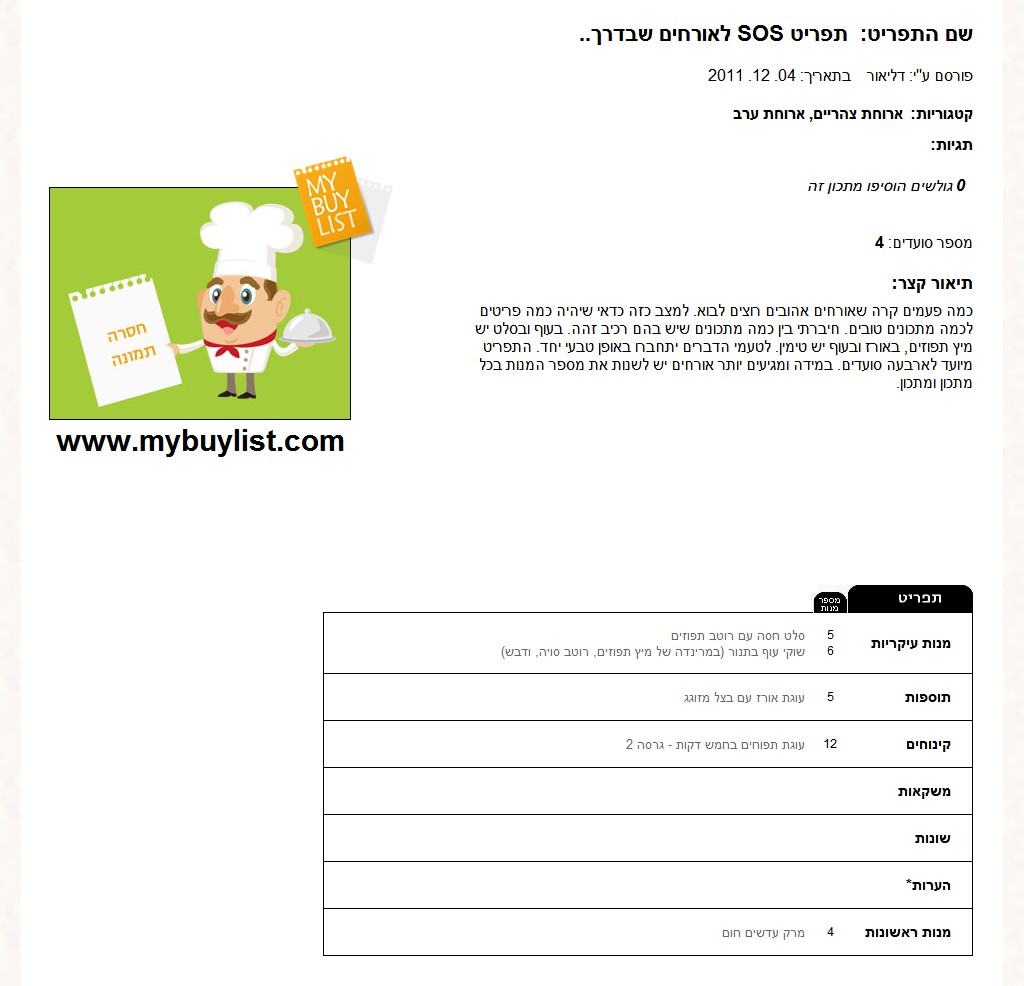 שם התפריט: תפריט SOS לאורחים שבדרך..
פורסם ע"י: דליאור בתאריך: 04. 12. 2011
קטגוריות: ארוחת צהריים, ארוחת ערב
תגיות:
0 גולשים הוסיפו מתכון זה
מספר סועדים: 4
תיאור קצר:
כמה פעמים קרה שאורחים אהובים רוצים לבוא. למצב כזה כדאי שיהיה כמה פריטים
לכמה מתכונים טובים. חיברתי בין כמה מתכונים שיש בהם רכיב זהה. בעוף ובסלט יש
מיץ תפוזים, באורז ובעוף יש טימין. לטעמי הדברים יתחברו באופן טבעי יחד. התפריט
מיועד לארבעה סועדים. במידה ומגיעים יותר אורחים יש לשנות את מספר המנות בכל
מתכון ומתכון.
MY
BUY
LIST
חסרה
תמונה
www.mybuylist.com
תפריט
מספר
מנות
מנות עיקריות
5 סלט חסה עם רוטב תפוזים
6 שוקי עוף בתנור (במרינדה של מיץ תפוזים, רוטב סויה, ודבש)
תוספות 5 עוגת אורז עם בצל מזוגג
קינוחים 12 עוגת תפוחים בחמש דקות - גרסה 2
משקאות
שונות
הערות*
מנות ראשונות 4 מרק עדשים חום